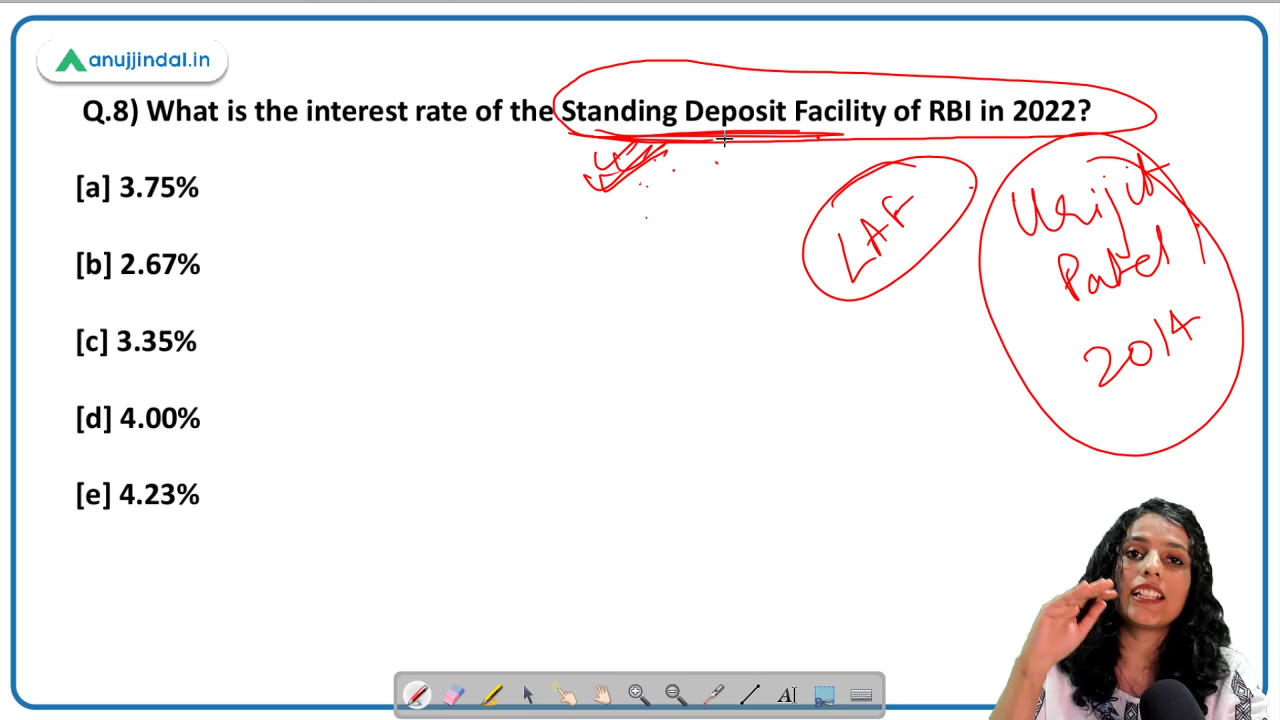 anujjindal.in
Q.8) What is the interest rate of the Standing Deposit Facility of RBI in 2022?
[a] 3.75%
[b] 2.67%
[c] 3.35%
[d] 4.00%
[e] 4.23%
LAF
Urijit
Patel
2014